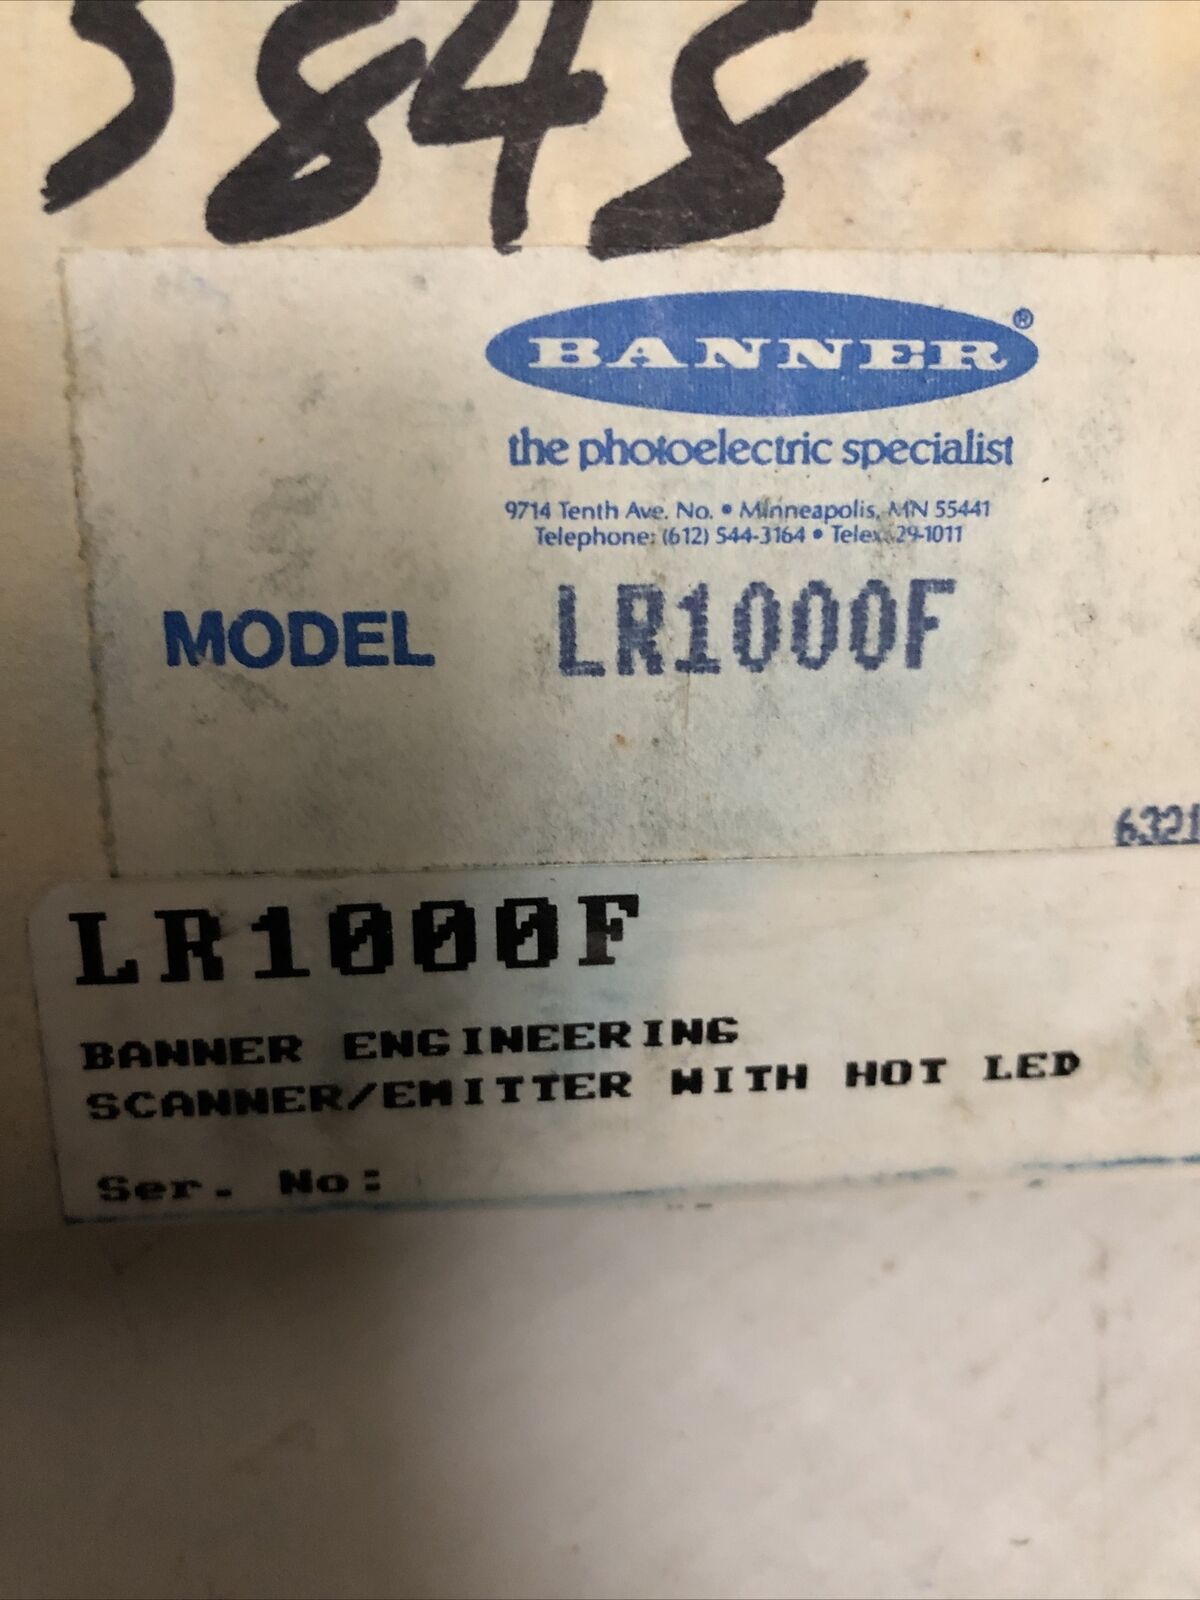 5848
BANNER®
the photoelectric specialist
9714 Tenth Ave. No. • Minneapolis, MN 55441
Telephone: (612) 544-3164 • Telex 29-1011
MODEL LR1000F
6321
LR1000F
BANNER ENGINEERING
SCANNER/EMITTER WITH HOT LED
Ser. No: